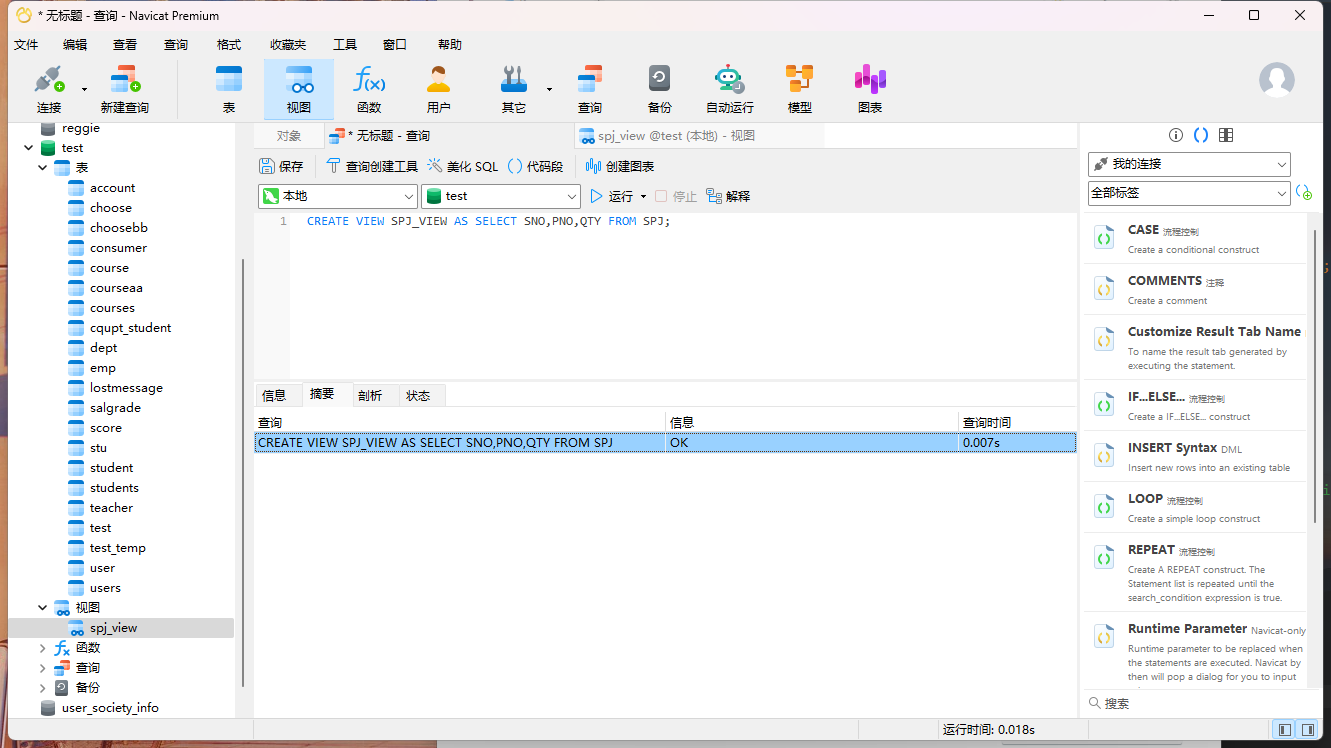 * 无标题 - 查询 - Navicat Premium
文件 编辑 查看 查询 格式 收藏夹 工具 窗口 帮助
连接 新建查询 表 视图 函数 用户 其它 查询 备份 自动运行 模型 图表
reggie
test
表
account
choose
choosebb
consumer
course
courseaa
courses
cqupt_student
dept
emp
lostmessage
salgrade
score
stu
student
students
teacher
test
test_temp
user
users
视图
spj_view
函数
查询
备份
user_society_info
对象 * 无标题 - 查询 spj_view @test (本地) - 视图
保存 查询创建工具 美化 SQL 代码段 创建图表
本地 test 运行 停止 解释
1 CREATE VIEW SPJ_VIEW AS SELECT SNO,PNO,QTY FROM SPJ;
信息 摘要 剖析 状态
查询 信息 查询时间
CREATE VIEW SPJ_VIEW AS SELECT SNO,PNO,QTY FROM SPJ OK 0.007s
我的连接
全部标签
CASE 流程控制
Create a conditional construct
COMMENTS 注释
Create a comment
Customize Result Tab Name
To name the result tab generated by
executing the statement.
IF...ELSE... 流程控制
Create a IF...ELSE... construct
INSERT Syntax DML
Insert new rows into an existing table
LOOP 流程控制
Create a simple loop construct
REPEAT 流程控制
Create A REPEAT construct. The
Statement list is repeated until the
search_condition expression is true.
Runtime Parameter Navicat-only
Runtime parameter to be replaced when
the statements are executed. Navicat by
then will pop a dialog for you to input
搜索
运行时间: 0.018s